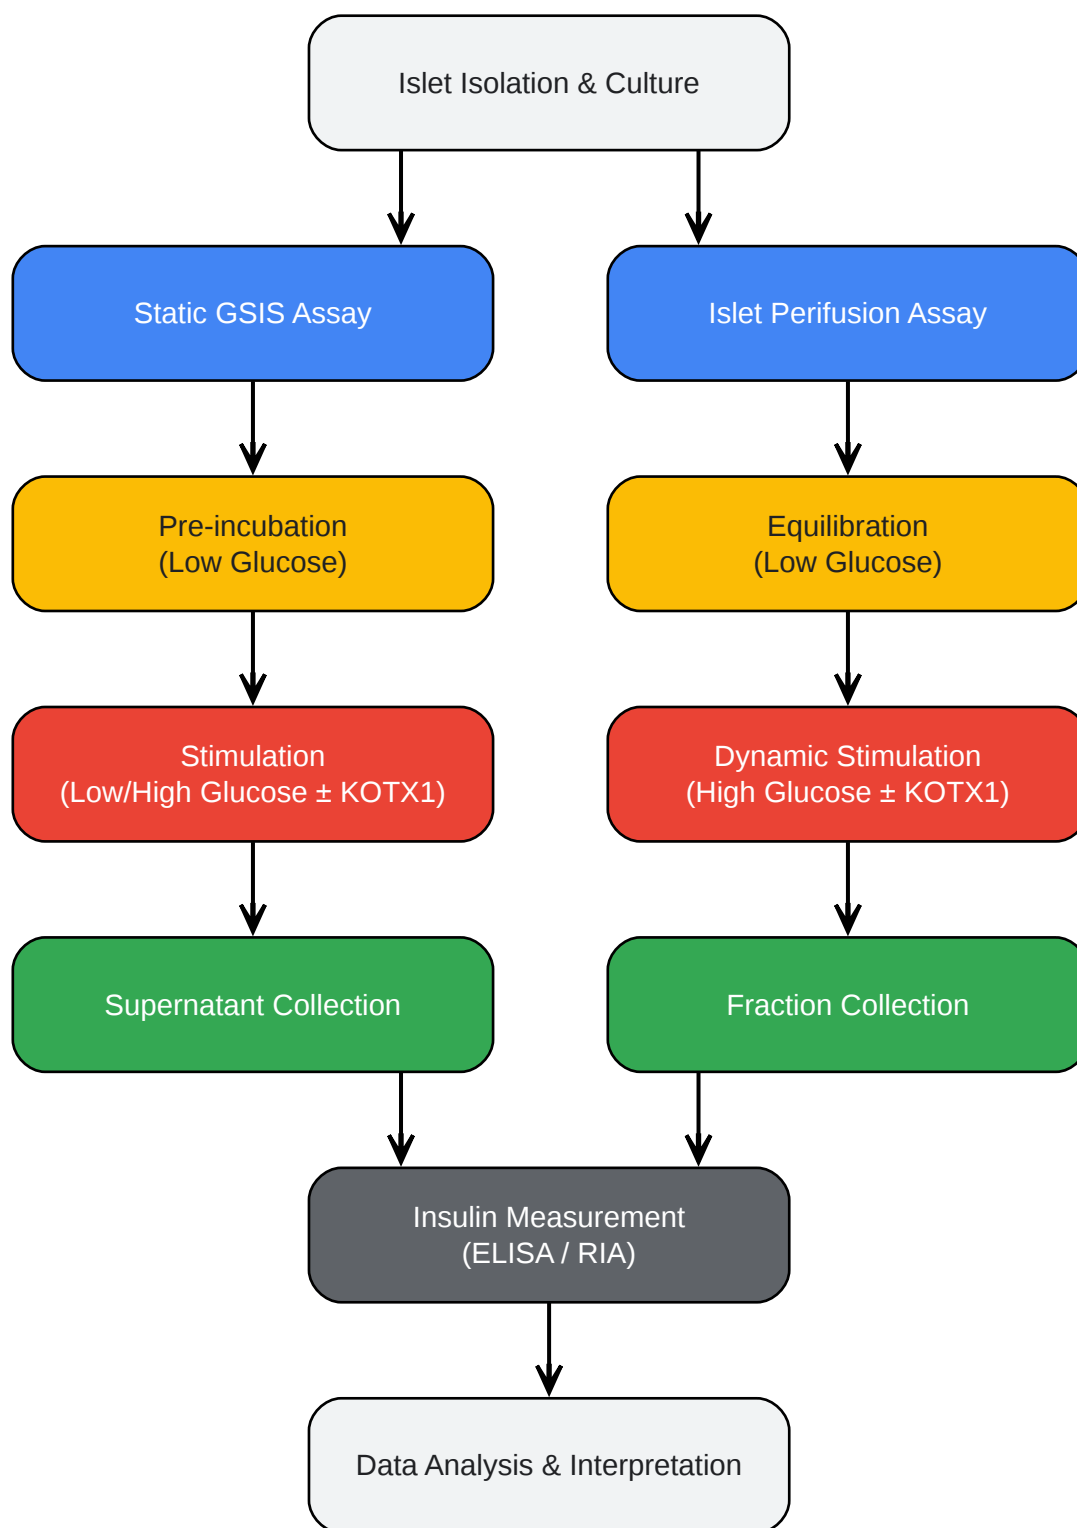 Islet Isolation & Culture
Static GSIS Assay
Islet Perifusion Assay
Pre-incubation
(Low Glucose)
Equilibration
(Low Glucose)
Stimulation
(Low/High Glucose ± KOTX1)
Dynamic Stimulation
(High Glucose ± KOTX1)
Supernatant Collection
Fraction Collection
Insulin Measurement
(ELISA / RIA)
Data Analysis & Interpretation